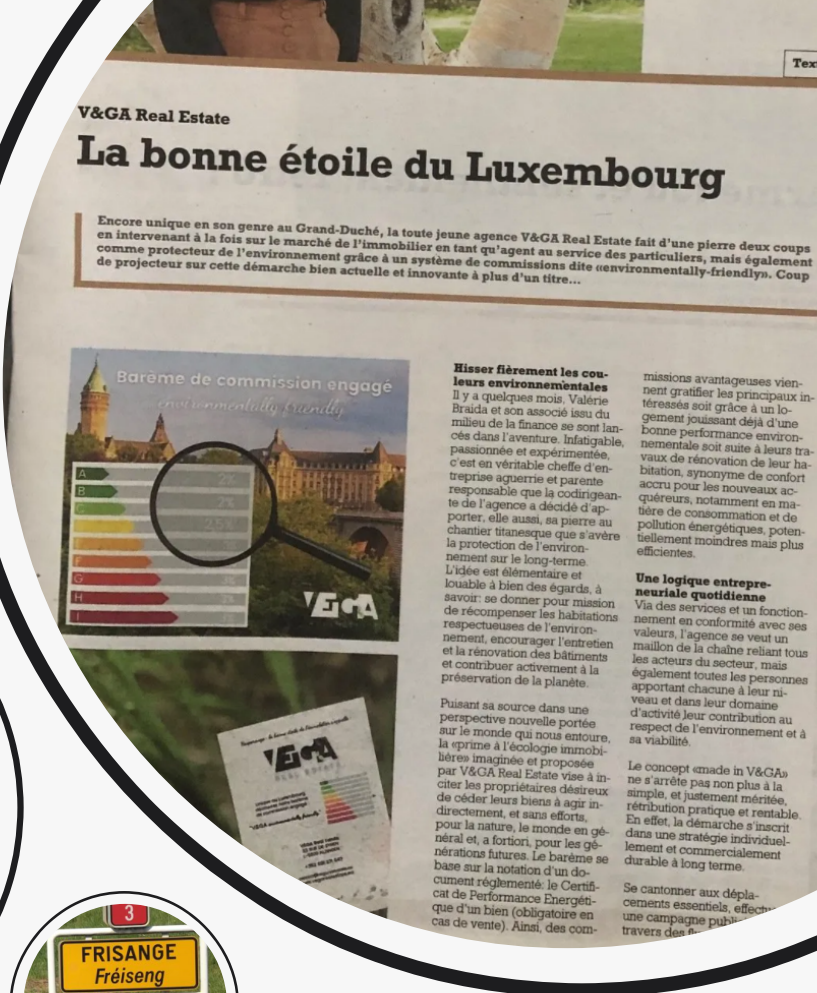 Text
V&GA Real Estate
La bonne étoile du Luxembourg
Encore unique en son genre au Grand-Duché, la toute jeune agence V&GA Real Estate fait d'une pierre deux coups
en intervenant à la fois sur le marché de l'immobilier en tant qu'agent au service des particuliers, mais également
comme protecteur de l'environnement grâce à un système de commissions dite «environmentally-friendly». Coup
de projecteur sur cette démarche bien actuelle et innovante à plus d'un titre...
Barème de commission engagé
environmentally friendly
A
B
C
2%
2%
2,5%
G
H
I
3%
V&GA
V&GA
REAL ESTATE
Hisser fièrement les cou-
leurs environnementales
Il y a quelques mois, Valérie
Braida et son associé issu du
milieu de la finance se sont lan-
cés dans l'aventure. Infatigable,
passionnée et expérimentée,
c'est en véritable cheffe d'en-
treprise aguerrie et parente
responsable que la codirigean-
te de l'agence a décidé d'ap-
porter, elle aussi, sa pierre au
chantier titanesque que s'avère
la protection de l'environ-
nement sur le long-terme.
L'idée est élémentaire et
louable à bien des égards, à
savoir: se donner pour mission
de récompenser les habitations
respectueuses de l'environ-
nement, encourager l'entretien
et la rénovation des bâtiments
et contribuer activement à la
préservation de la planète.
Puisant sa source dans une
perspective nouvelle portée
sur le monde qui nous entoure,
la «prime à l'écologie immobi-
lière» imaginée et proposée
par V&GA Real Estate vise à in-
citer les propriétaires désireux
de céder leurs biens à agir in-
directement, et sans efforts,
pour la nature, le monde en gé-
néral et, a fortiori, pour les gé-
nérations futures. Le barème se
base sur la notation d'un do-
cument réglementé: le Certifi-
cat de Performance Energéti-
que d'un bien (obligatoire en
cas de vente). Ainsi, des com-
missions avantageuses vien-
nent gratifier les principaux in-
téressés soit grâce à un lo-
gement jouissant déjà d'une
bonne performance environ-
nementale soit suite à leurs tra-
vaux de rénovation de leur ha-
bitation, synonyme de confort
accru pour les nouveaux ac-
quéreurs, notamment en ma-
tière de consommation et de
pollution énergétiques, poten-
tiellement moindres mais plus
efficientes.
Une logique entrepre-
neuriale quotidienne
Via des services et un fonction-
nement en conformité avec ses
valeurs, l'agence se veut un
maillon de la chaîne reliant tous
les acteurs du secteur, mais
également toutes les personnes
apportant chacune à leur ni-
veau et dans leur domaine
d'activité leur contribution au
respect de l'environnement et à
sa viabilité.
Le concept «made in V&GA»
ne s'arrête pas non plus à la
simple, et justement méritée,
rétribution pratique et rentable.
En effet, la démarche s'inscrit
dans une stratégie individuel-
lement et commercialement
durable à long terme.
Se cantonner aux dépla-
cements essentiels,
une campagne
travers des
3
FRISANGE
Fréiseng